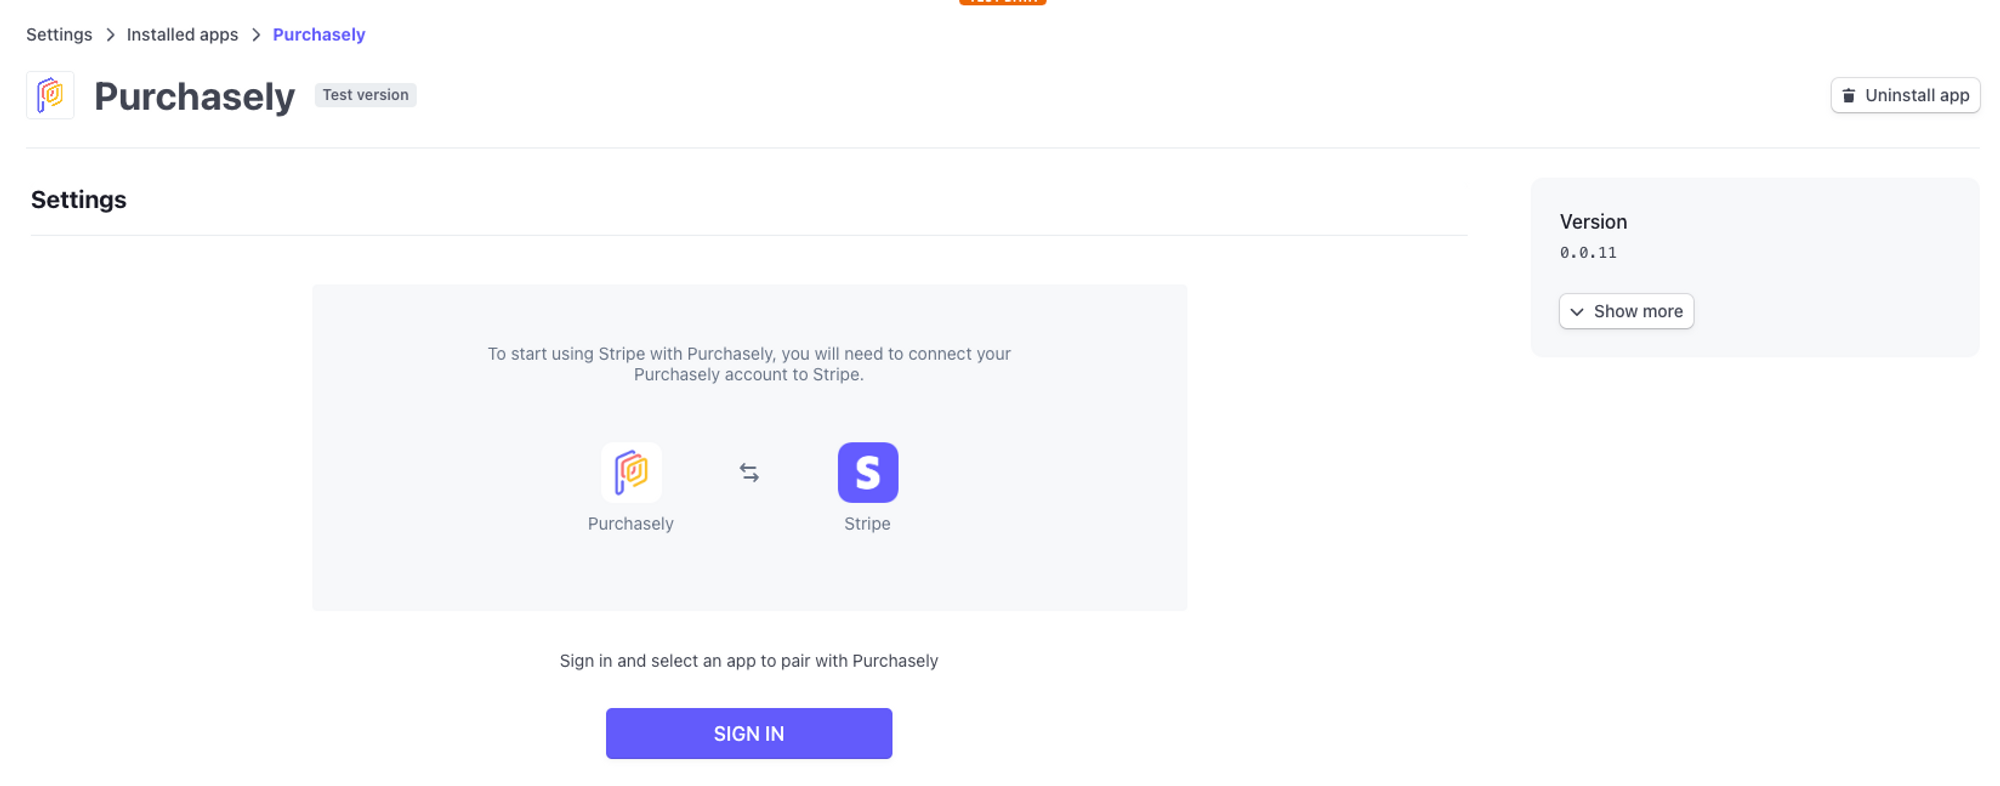 Settings > Installed apps > Purchasely
Purchasely Test version
Uninstall app
Settings
Version
0.0.11
Show more
To start using Stripe with Purchasely, you will need to connect your
Purchasely account to Stripe.
S
Purchasely
Stripe
Sign in and select an app to pair with Purchasely
SIGN IN